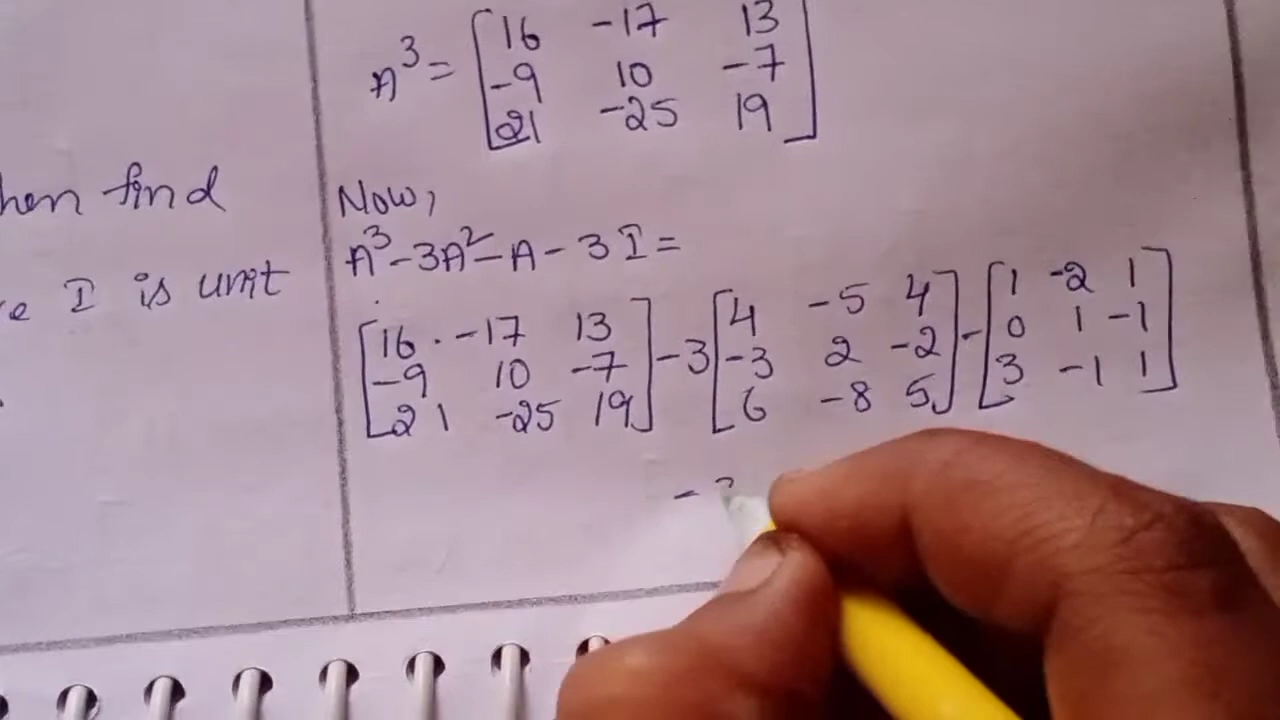 A³ = [16 -17 13
-9 10 -7
21 -25 19]
hen find
e I is unit
Now,
A³ - 3A² - A - 3I =
[16 -17 13 [4 -5 4 [1 -2 1
-9 10 -7 ] - 3 -3 2 -2 ] - 0 1 -1
21 -25 19] 6 -8 5] 3 -1 1]
-